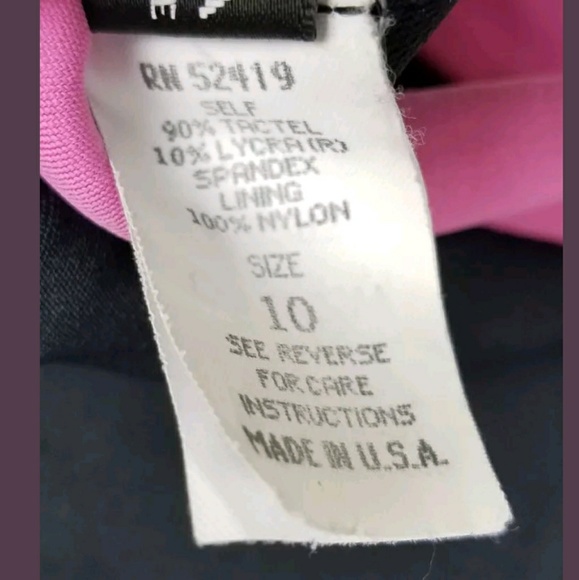 RN 52419
SELF
90% TACTEL
10% LYCRA(R)
SPANDEX
LINING
100% NYLON
SIZE
10
SEE REVERSE
FOR CARE
INSTRUCTIONS
MADE IN U.S.A.